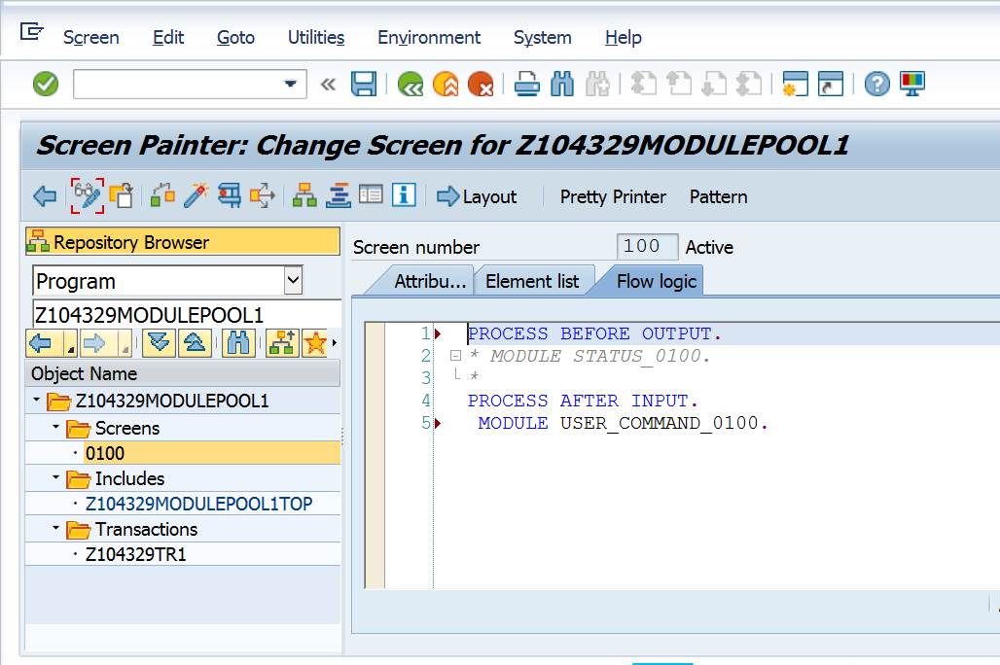 Screen Edit Goto Utilities Environment System Help
Screen Painter: Change Screen for Z104329MODULEPOOL1
Layout Pretty Printer Pattern
Repository Browser
Program
Z104329MODULEPOOL1
Object Name
Z104329MODULEPOOL1
Screens
0100
Includes
Z104329MODULEPOOL1TOP
Transactions
Z104329TR1
Screen number 100 Active
Attribu... Element list Flow logic
1 PROCESS BEFORE OUTPUT.
2 * MODULE STATUS_0100.
3 *
4 PROCESS AFTER INPUT.
5 MODULE USER_COMMAND_0100.